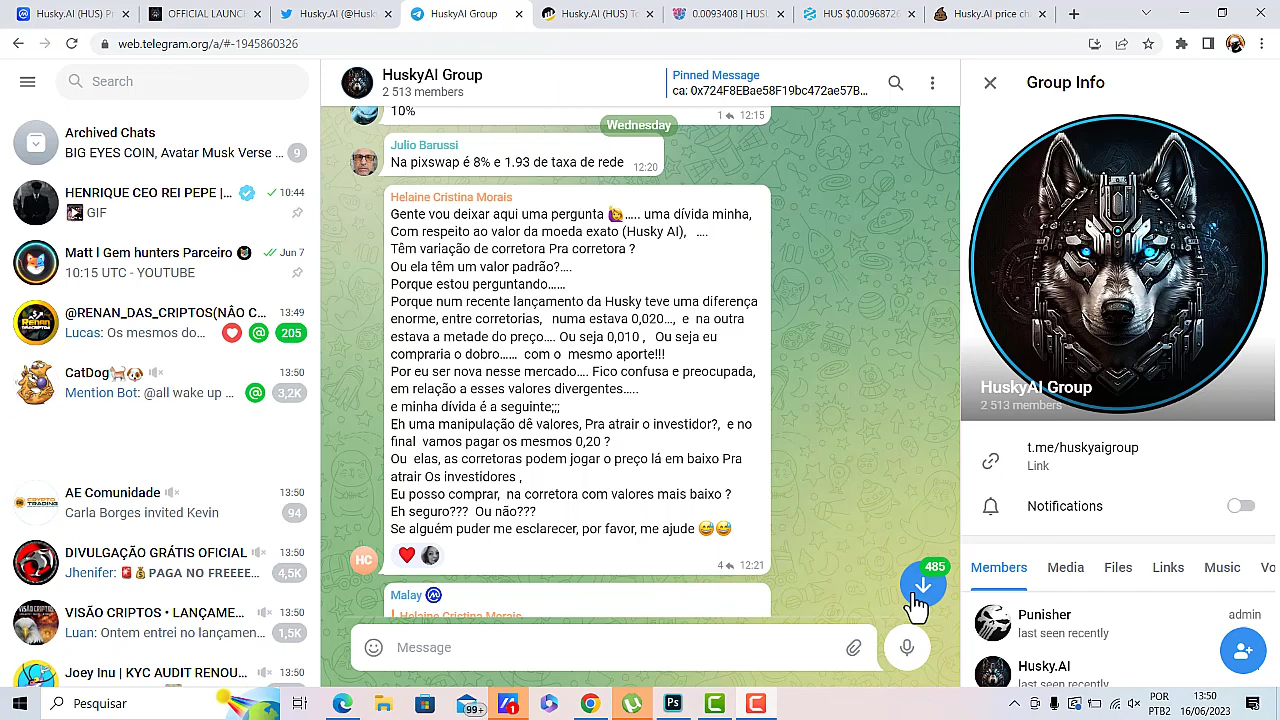 Husky.AI (HUS) Pr
OFFICIAL LAUNCH
Husky.AI (@Husk
HuskyAI Group
Husky.AI (HUS) To
0.0095908 | HUS
HUS $0.0096872
Husky.AI price ch
web.telegram.org/a/#-1945860326
Search
Archived Chats
BIG EYES COIN, Avatar Musk Verse ...
9
HENRIQUE CEO REI PEPE |...
10:44
GIF
Matt | Gem hunters Parceiro
Jun 7
10:15 UTC - YOUTUBE
@RENAN_DAS_CRIPTOS(NÂO C...
13:49
Lucas: Os mesmos do...
@
205
CatDog🐕🐶
13:50
Mention Bot: @all wake up ...
@
3,2K
AE Comunidade
13:50
Carla Borges invited Kevin
94
DIVULGAÇÃO GRÁTIS OFICIAL
13:50
Jhenifer: 🚨💰PAGA NO FREEEE...
4,5K
VISÃO CRIPTOS • LANÇAME...
13:50
Luan: Ontem entrei no lançamen...
1,5K
Joey Inu | KYC AUDIT RENOU...
13:50
HuskyAI Group
2 513 members
Pinned Message
ca: 0x724F8EBae58F19bc472ae57B...
10%
1
12:15
Wednesday
Julio Barussi
Na pixswap é 8% e 1.93 de taxa de rede
12:20
Helaine Cristina Morais
Gente vou deixar aqui uma pergunta 🙋….. uma dívida minha,
Com respeito ao valor da moeda exato (Husky AI),   ….
Têm variação de corretora Pra corretora ?
Ou ela têm um valor padrão?….
Porque estou perguntando……
Porque num recente lançamento da Husky teve uma diferença
enorme, entre corretorias,   numa estava 0,020…,  e  na outra
estava a metade do preço…. Ou seja 0,010 ,   Ou seja eu
compraria o dobro……  com o  mesmo aporte!!!
Por eu ser nova nesse mercado…. Fico confusa e preocupada,
em relação a esses valores divergentes…..
e minha dívida é a seguinte;;;
Eh uma manipulação dê valores, Pra atrair o investidor?,  e no
final  vamos pagar os mesmos 0,20 ?
Ou  elas, as corretoras podem jogar o preço lá em baixo Pra
atrair Os investidores ,
Eu posso comprar,  na corretora com valores mais baixo ?
Eh seguro???  Ou não???
Se alguém puder me esclarecer, por favor, me ajude 😅😅
HC
4
12:21
Malay
Helaine Cristina Morais
485
Message
Group Info
HuskyAI Group
2 513 members
t.me/huskyaigroup
Link
Notifications
Members
Media
Files
Links
Music
Vo
Punisher
admin
last seen recently
Husky.AI
last seen recently
Pesquisar
99+
1
Ps
POR
PTB2
13:50
16/06/2023